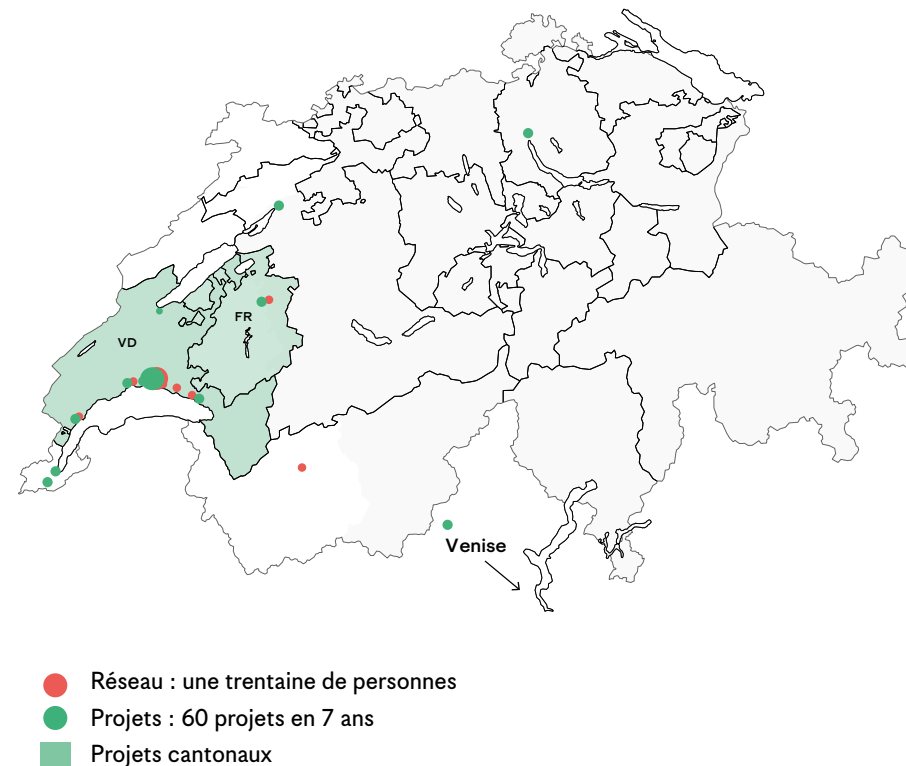 FR
VD
Venise
Réseau : une trentaine de personnes
Projets : 60 projets en 7 ans
Projets cantonaux